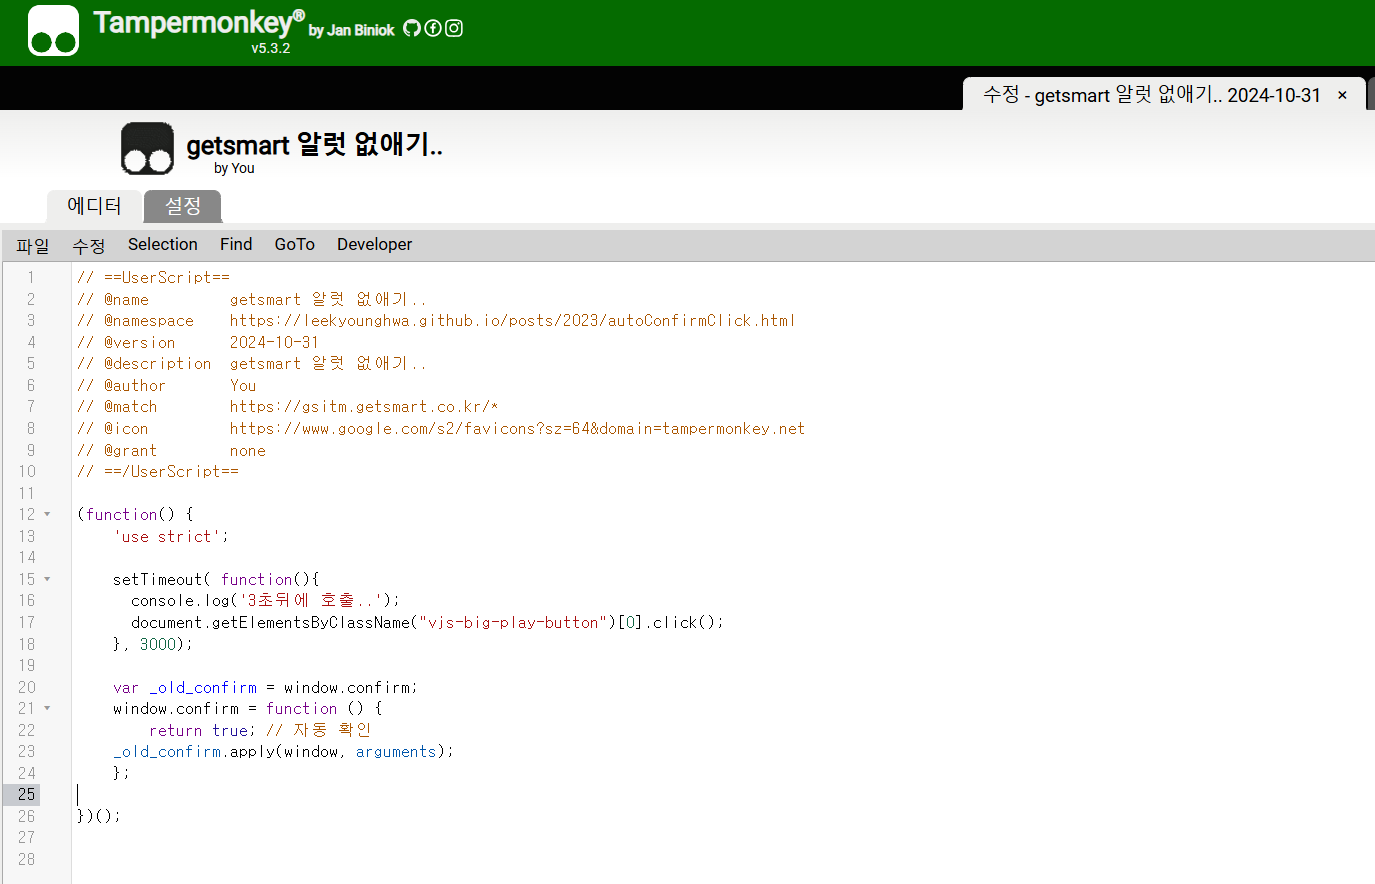 Tampermonkey® by Jan Biniok
v5.3.2
수정 - getsmart 알럿 없애기.. 2024-10-31 ×
getsmart 알럿 없애기..
by You
에디터 설정
파일 수정 Selection Find GoTo Developer
1 // ==UserScript==
2 // @name         getsmart 알럿 없애기..
3 // @namespace    https://leekyounghwa.github.io/posts/2023/autoConfirmClick.html
4 // @version      2024-10-31
5 // @description  getsmart 알럿 없애기..
6 // @author       You
7 // @match        https://gsitm.getsmart.co.kr/*
8 // @icon         https://www.google.com/s2/favicons?sz=64&domain=tampermonkey.net
9 // @grant        none
10 // ==/UserScript==
11
12 (function() {
13     'use strict';
14
15     setTimeout( function(){
16       console.log('3초뒤에 호출..');
17       document.getElementsByClassName("vjs-big-play-button")[0].click();
18     }, 3000);
19
20     var _old_confirm = window.confirm;
21     window.confirm = function () {
22         return true; // 자동 확인
23     _old_confirm.apply(window, arguments);
24     };
25
26 })();
27
28